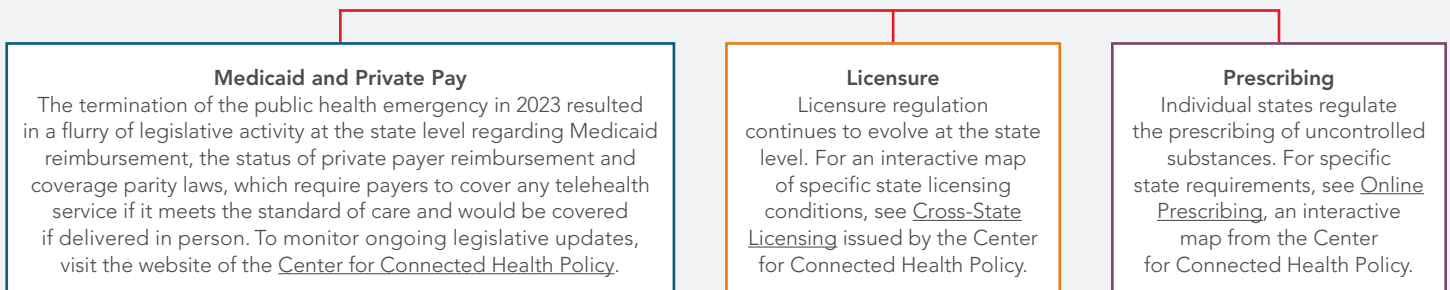 Medicaid and Private Pay
The termination of the public health emergency in 2023 resulted
in a flurry of legislative activity at the state level regarding Medicaid
reimbursement, the status of private payer reimbursement and
coverage parity laws, which require payers to cover any telehealth
service if it meets the standard of care and would be covered
if delivered in person. To monitor ongoing legislative updates,
visit the website of the Center for Connected Health Policy.
Licensure
Licensure regulation
continues to evolve at the state
level. For an interactive map
of specific state licensing
conditions, see Cross-State
Licensing issued by the Center
for Connected Health Policy.
Prescribing
Individual states regulate
the prescribing of uncontrolled
substances. For specific
state requirements, see Online
Prescribing, an interactive
map from the Center
for Connected Health Policy.